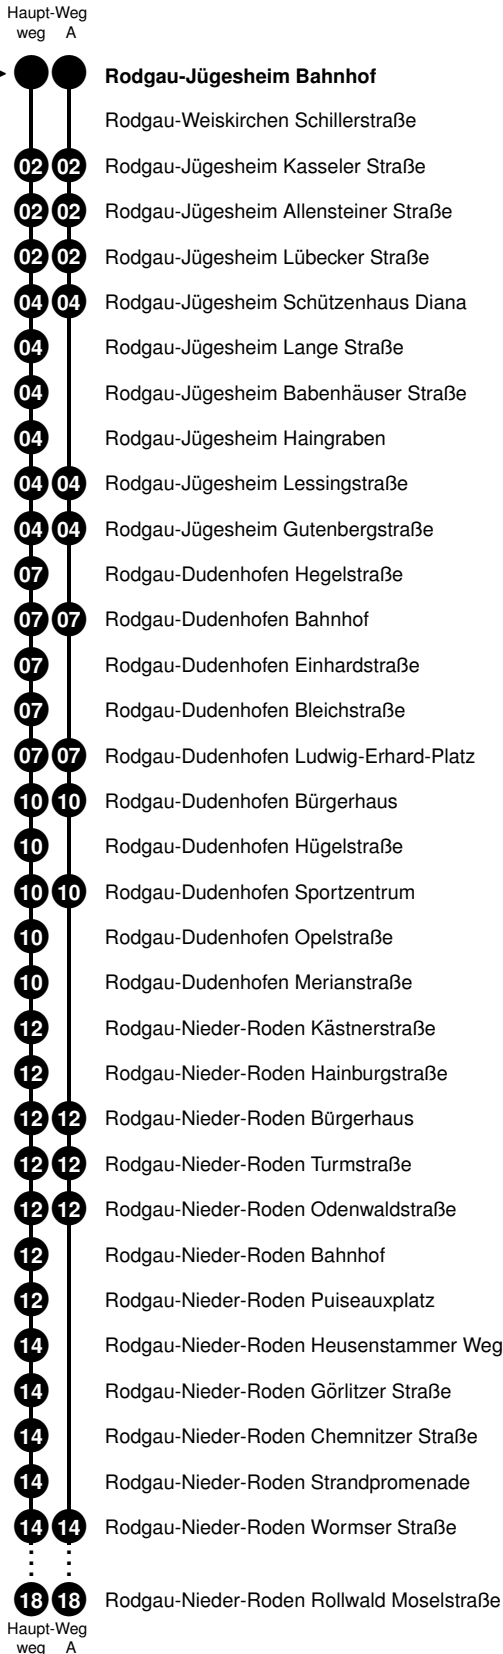 Haupt-Weg
weg A
Rodgau-Jügesheim Bahnhof
Rodgau-Weiskirchen Schillerstraße
02 02 Rodgau-Jügesheim Kasseler Straße
02 02 Rodgau-Jügesheim Allensteiner Straße
02 02 Rodgau-Jügesheim Lübecker Straße
04 04 Rodgau-Jügesheim Schützenhaus Diana
04 Rodgau-Jügesheim Lange Straße
04 Rodgau-Jügesheim Babenhäuser Straße
04 Rodgau-Jügesheim Haingraben
04 04 Rodgau-Jügesheim Lessingstraße
04 04 Rodgau-Jügesheim Gutenbergstraße
07 Rodgau-Dudenhofen Hegelstraße
07 07 Rodgau-Dudenhofen Bahnhof
07 Rodgau-Dudenhofen Einhardstraße
07 Rodgau-Dudenhofen Bleichstraße
07 07 Rodgau-Dudenhofen Ludwig-Erhard-Platz
10 10 Rodgau-Dudenhofen Bürgerhaus
10 Rodgau-Dudenhofen Hügelstraße
10 10 Rodgau-Dudenhofen Sportzentrum
10 Rodgau-Dudenhofen Opelstraße
10 Rodgau-Dudenhofen Merianstraße
12 Rodgau-Nieder-Roden Kästnerstraße
12 Rodgau-Nieder-Roden Hainburgstraße
12 12 Rodgau-Nieder-Roden Bürgerhaus
12 12 Rodgau-Nieder-Roden Turmstraße
12 12 Rodgau-Nieder-Roden Odenwaldstraße
12 Rodgau-Nieder-Roden Bahnhof
12 Rodgau-Nieder-Roden Puiseauxplatz
14 Rodgau-Nieder-Roden Heusenstammer Weg
14 Rodgau-Nieder-Roden Görlitzer Straße
14 Rodgau-Nieder-Roden Chemnitzer Straße
14 Rodgau-Nieder-Roden Strandpromenade
14 14 Rodgau-Nieder-Roden Wormser Straße
18 18 Rodgau-Nieder-Roden Rollwald Moselstraße
Haupt-Weg
weg A